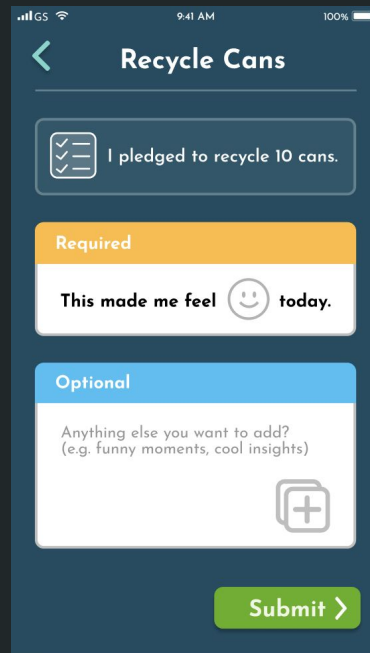 GS 9:41 AM 100%
Recycle Cans
I pledged to recycle 10 cans.
Required
This made me feel today.
Optional
Anything else you want to add?
(e.g. funny moments, cool insights)
Submit